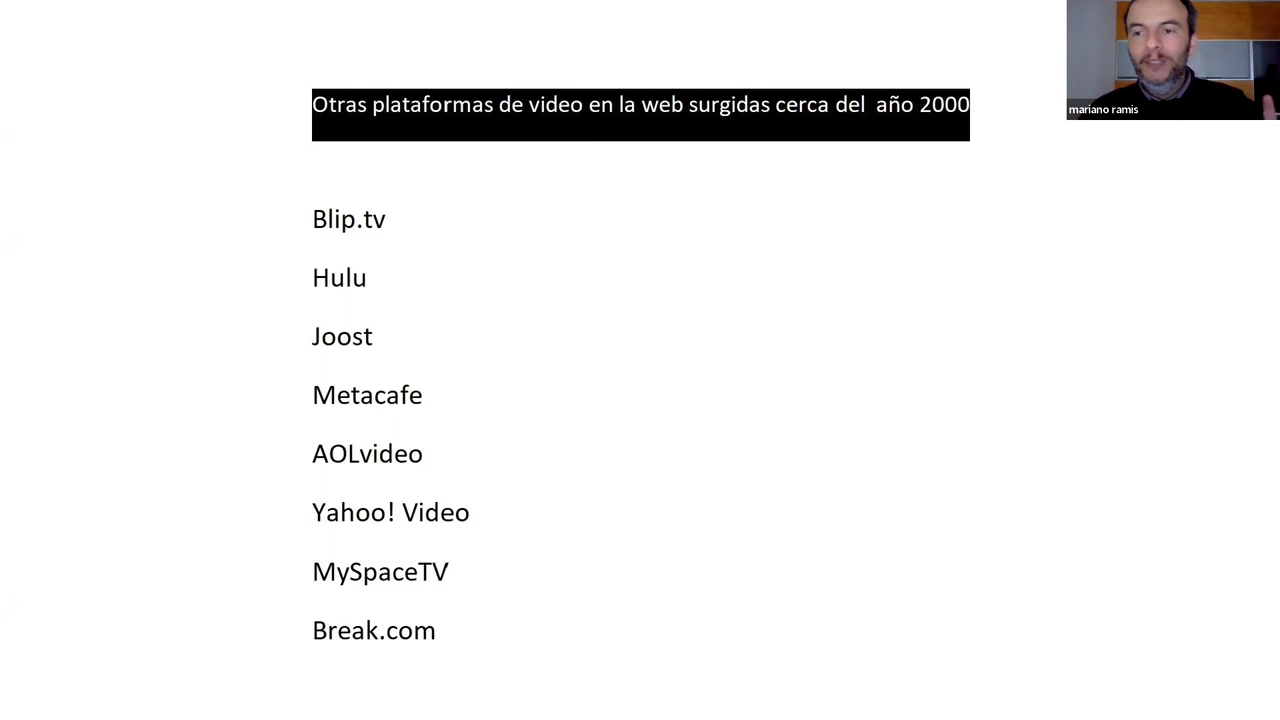 Otras plataformas de video en la web surgidas cerca del  año 2000
mariano ramis
Blip.tv
Hulu
Joost
Metacafe
AOLvideo
Yahoo! Video
MySpaceTV
Break.com